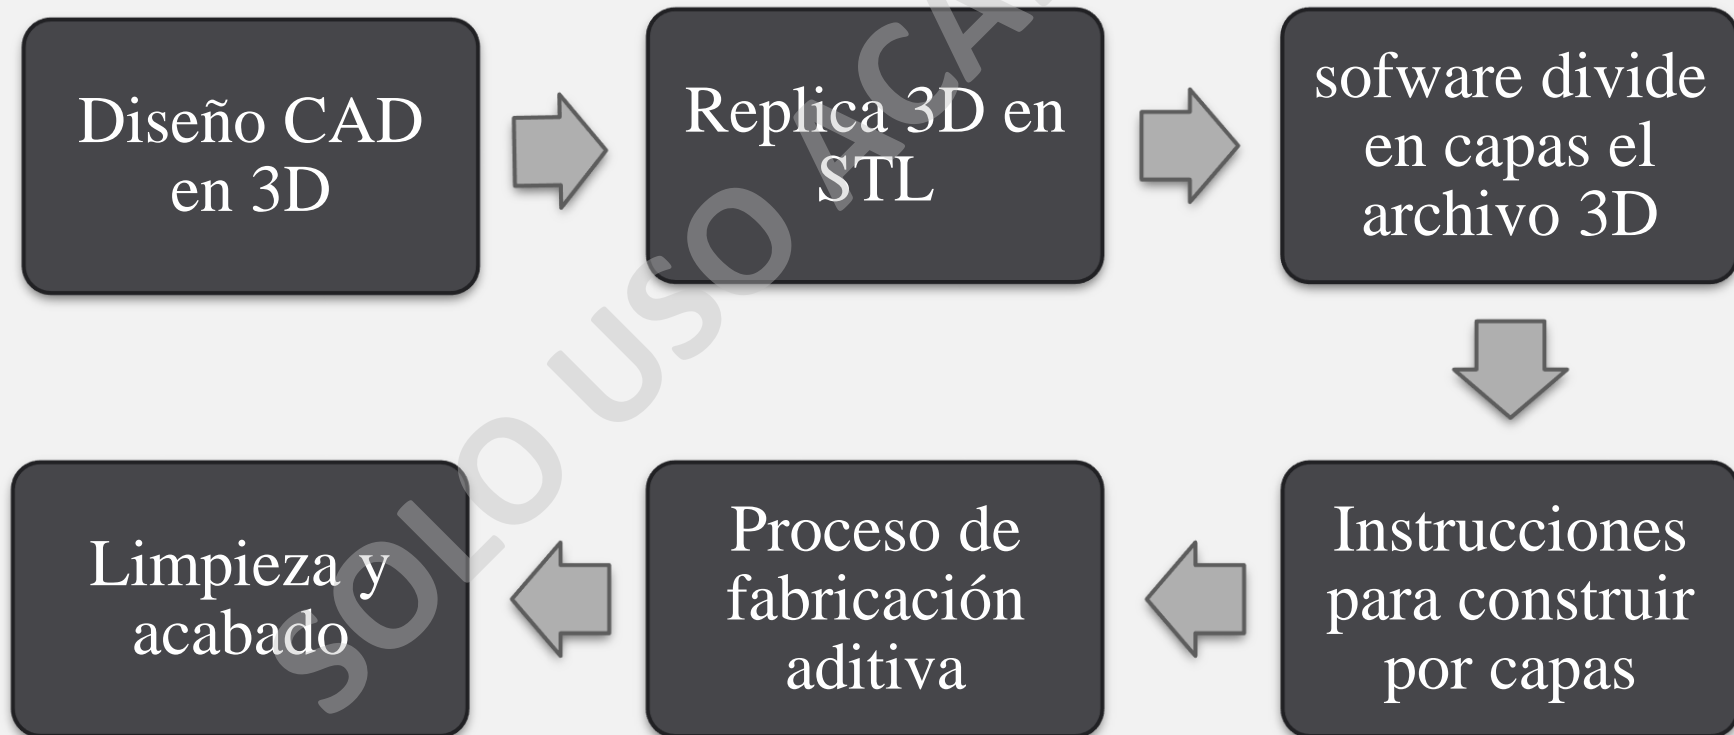 Diseño CAD
en 3D
Replica 3D en
STL
sofware divide
en capas el
archivo 3D
Instrucciones
para construir
por capas
Proceso de
fabricación
aditiva
Limpieza y
acabado
SOLO USO ACA